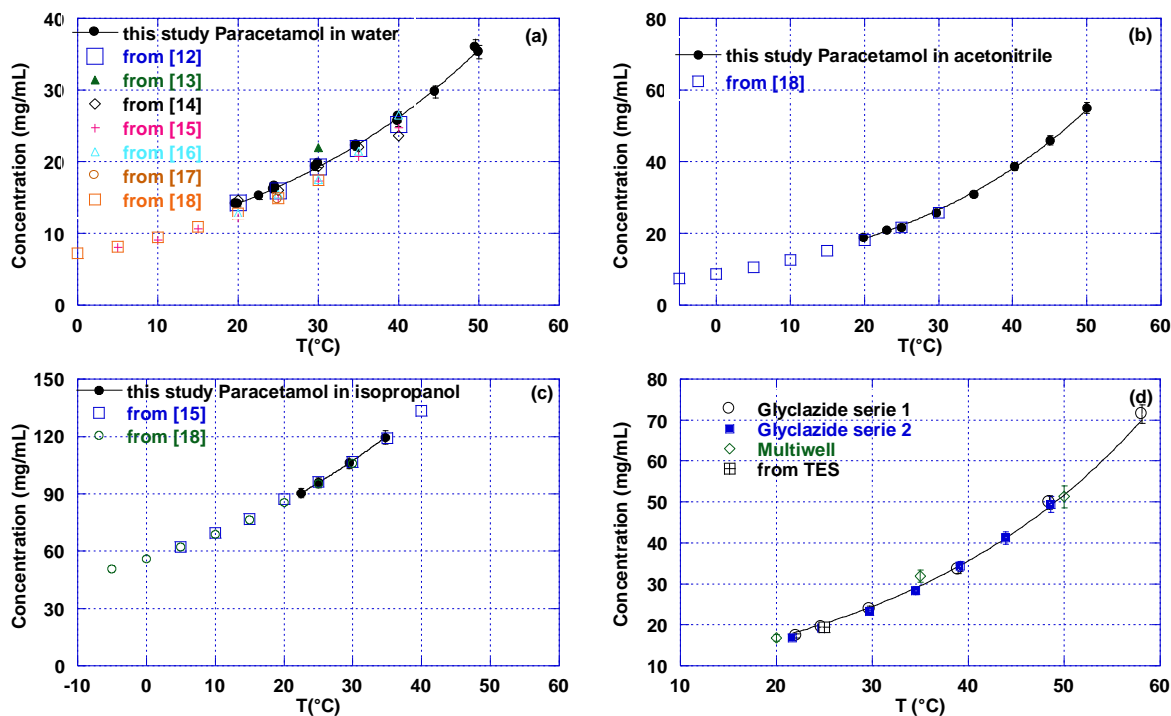 (a)
this study Paracetamol in water
from [12]
from [13]
from [14]
from [15]
from [16]
from [17]
from [18]
Concentration (mg/mL)
40
30
20
10
0
0 10 20 30 40 50 60
T(°C)
(b)
this study Paracetamol in acetonitrile
from [18]
Concentration (mg/mL)
80
60
40
20
0
0 10 20 30 40 50 60
T(°C)
(c)
this study Paracetamol in isopropanol
from [15]
from [18]
Concentration (mg/mL)
150
120
90
60
30
0
-10 0 10 20 30 40 50 60
T(°C)
(d)
Glyclazide serie 1
Glyclazide serie 2
Multiwell
from TES
Concentration (mg/mL)
80
70
60
50
40
30
20
10
10 20 30 40 50 60
T (°C)